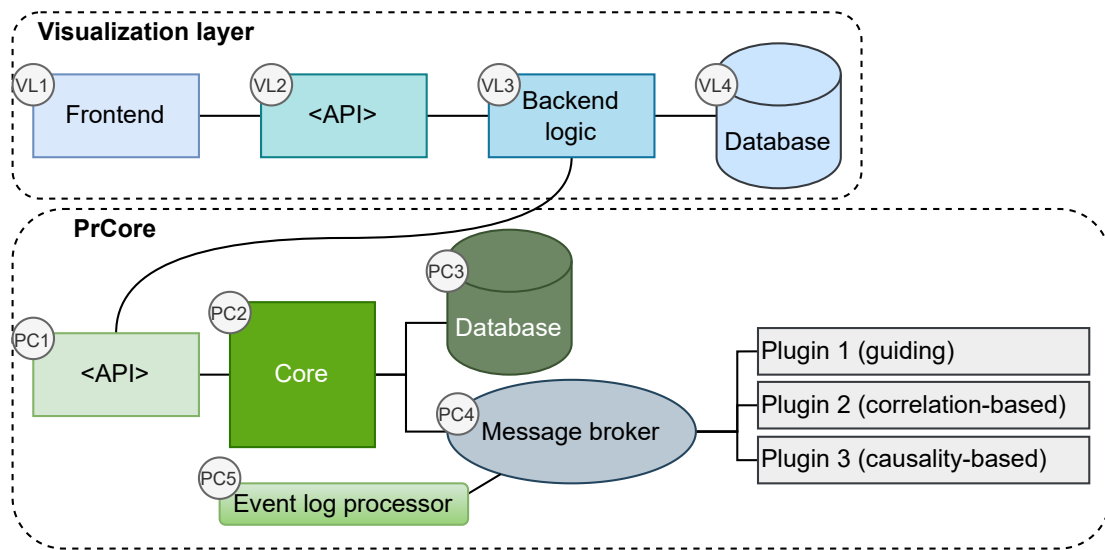 Visualization layer
VL1
Frontend
VL2
<API>
VL3
Backend
logic
VL4
Database
PrCore
PC1
<API>
PC2
Core
PC3
Database
PC4
Message broker
PC5
Event log processor
Plugin 1 (guiding)
Plugin 2 (correlation-based)
Plugin 3 (causality-based)